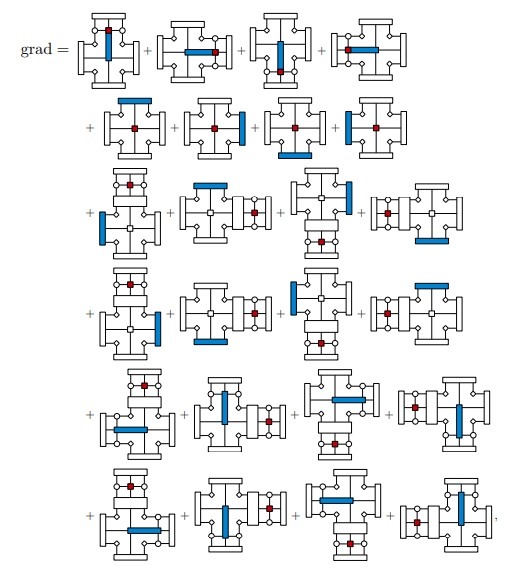 grad = + + +
+ + + +
+ + + +
+ + + +
+ + + +
+ + + + ,